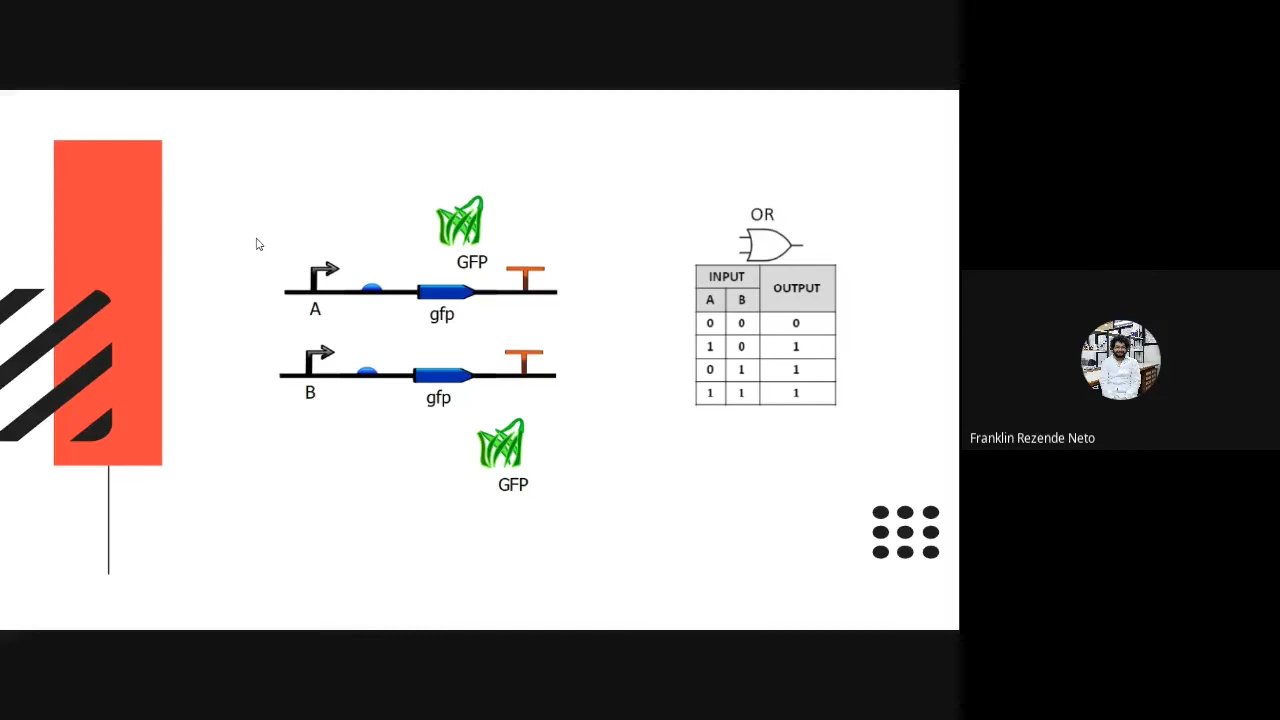 GFP
A
gfp
B
gfp
GFP
OR
INPUT OUTPUT
A B
0 0 0
1 0 1
0 1 1
1 1 1
Franklin Rezende Neto